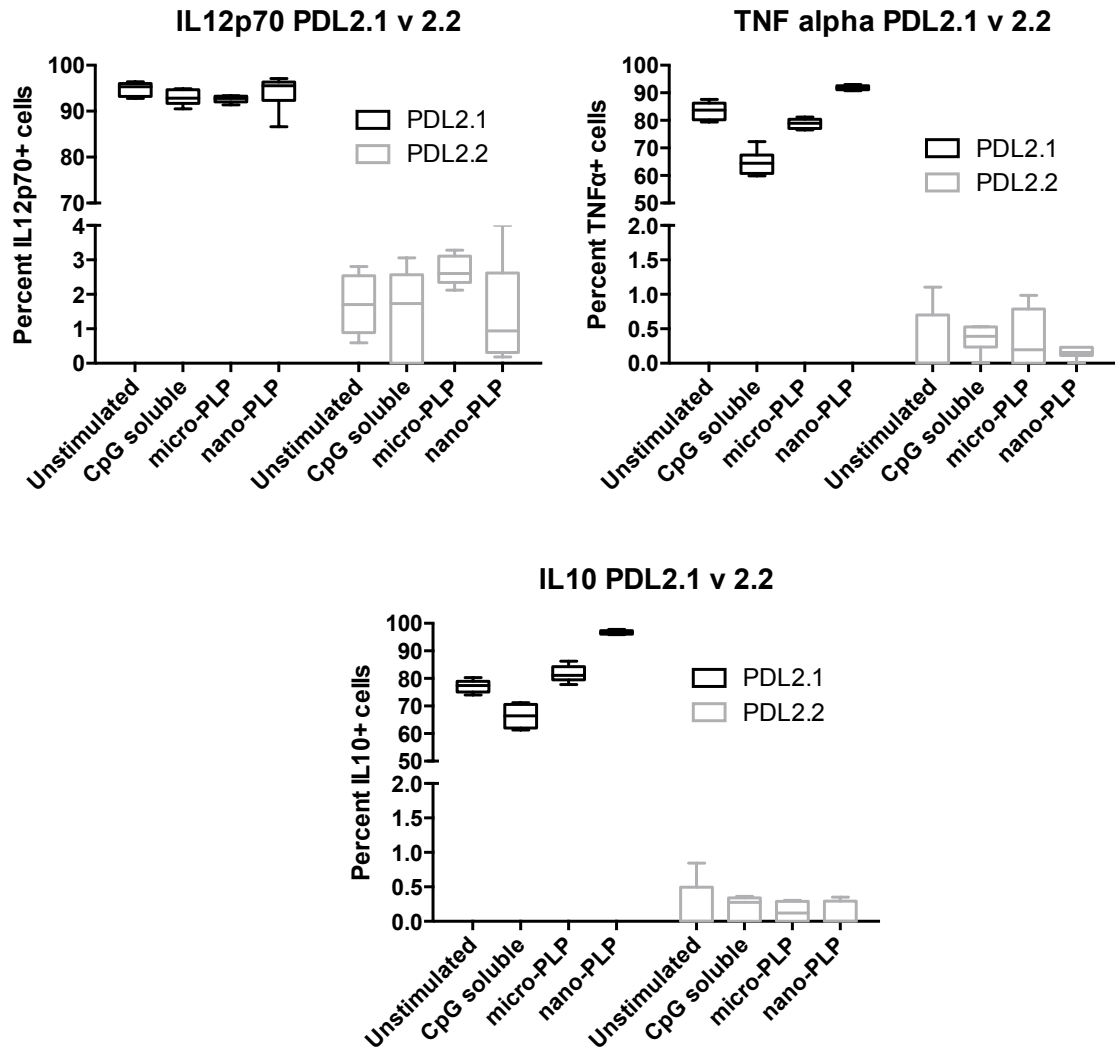 IL12p70 PDL2.1 v 2.2
Percent IL12p70+ cells
100
90
80
70
4
3
2
1
0
PDL2.1
PDL2.2
Unstimulated
CpG soluble
micro-PLP
nano-PLP
Unstimulated
CpG soluble
micro-PLP
nano-PLP
TNF alpha PDL2.1 v 2.2
Percent TNFα+ cells
100
90
80
70
60
50
2.0
1.5
1.0
0.5
0.0
PDL2.1
PDL2.2
Unstimulated
CpG soluble
micro-PLP
nano-PLP
Unstimulated
CpG soluble
micro-PLP
nano-PLP
IL10 PDL2.1 v 2.2
Percent IL10+ cells
100
90
80
70
60
50
2.0
1.5
1.0
0.5
0.0
PDL2.1
PDL2.2
Unstimulated
CpG soluble
micro-PLP
nano-PLP
Unstimulated
CpG soluble
micro-PLP
nano-PLP